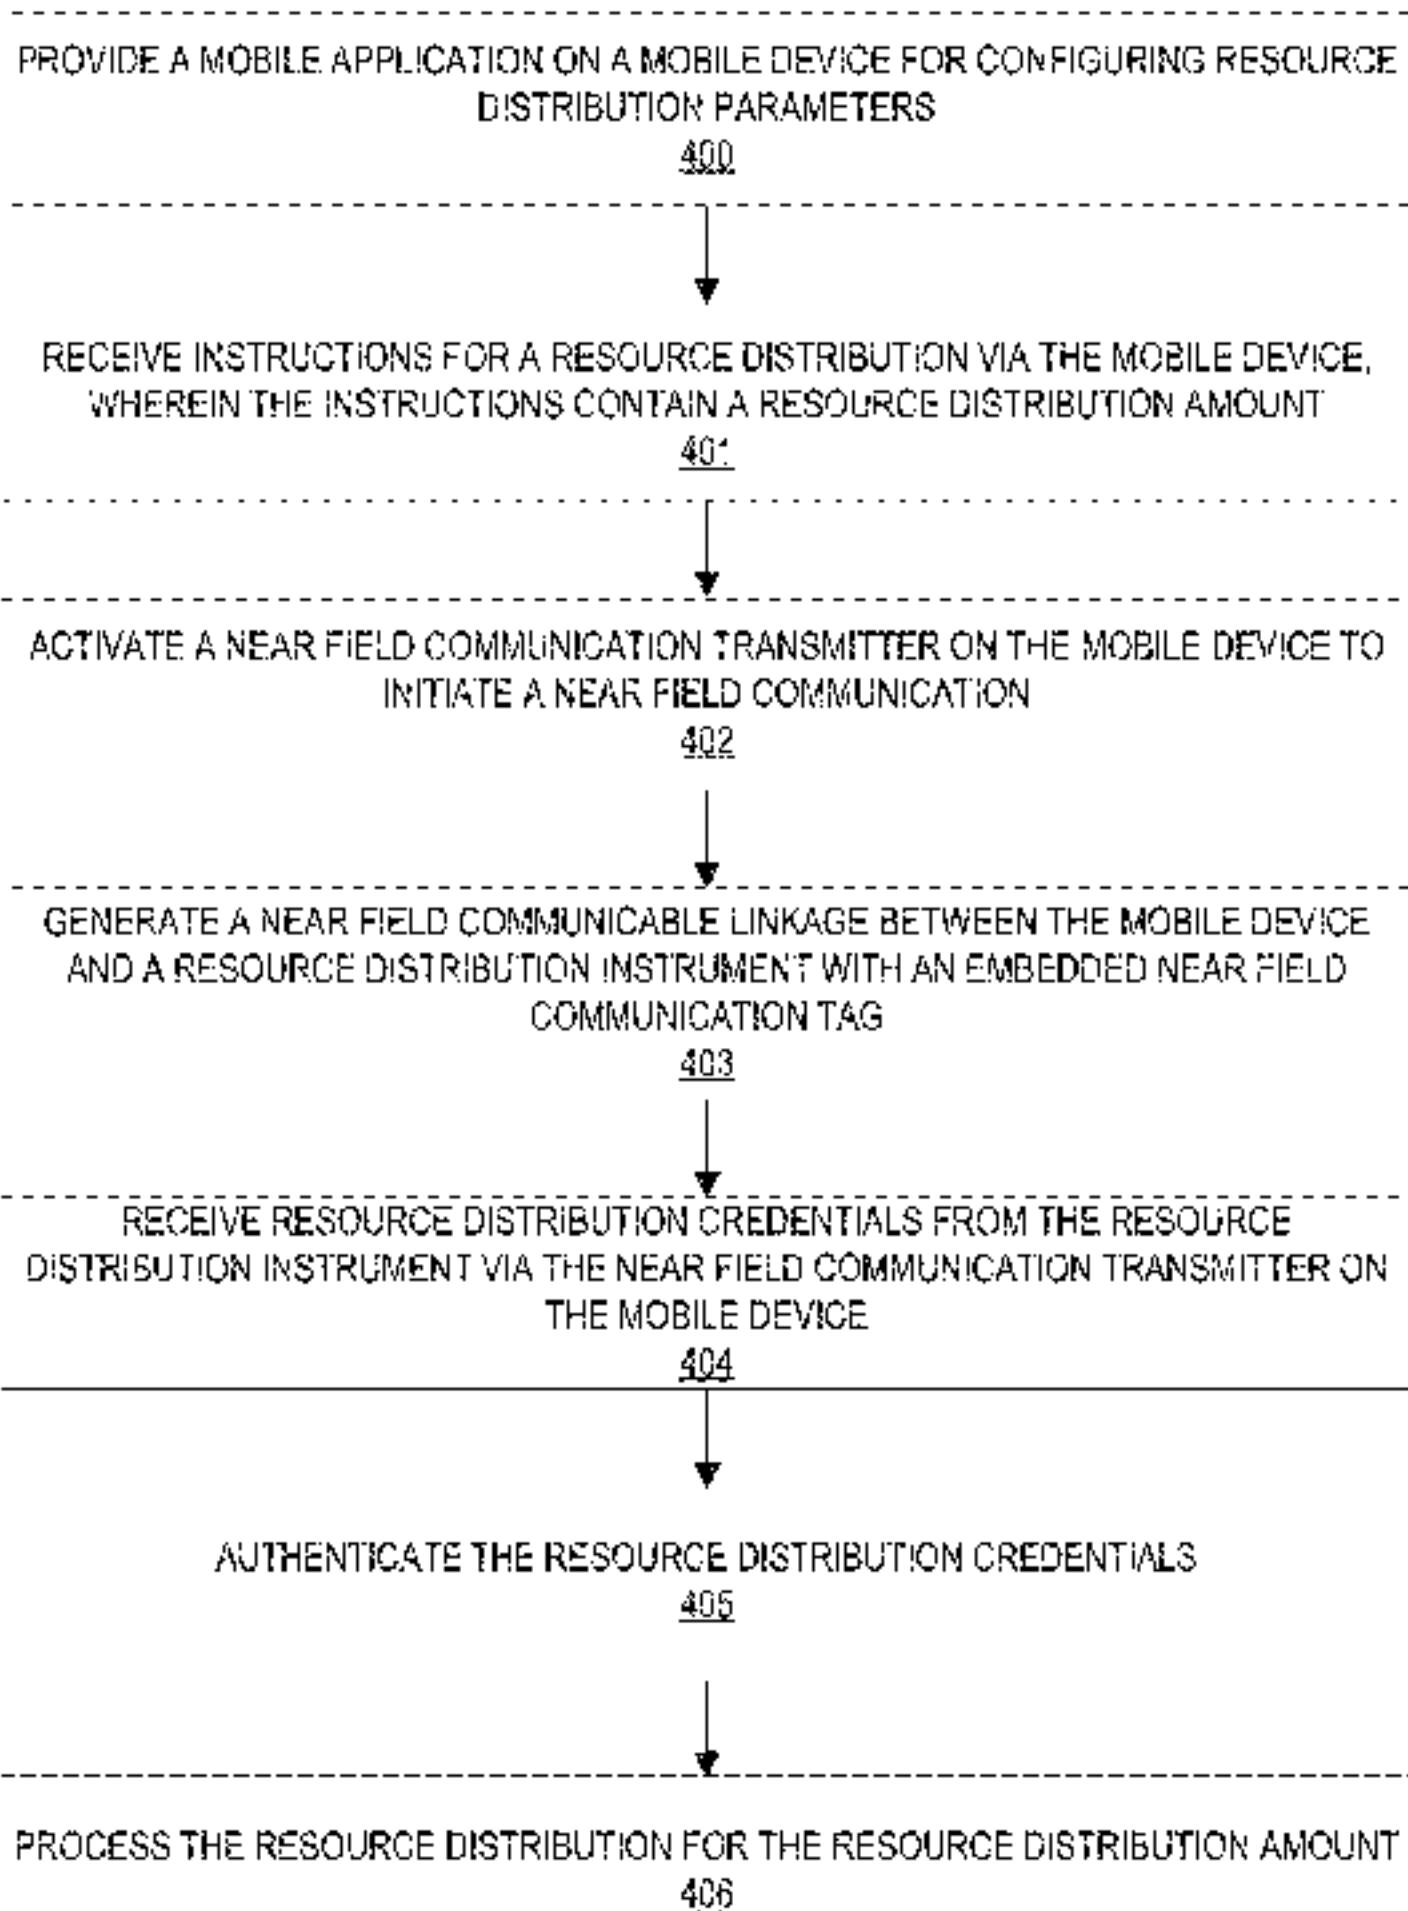 PROVIDE A MOBILE APPLICATION ON A MOBILE DEVICE FOR CONFIGURING RESOURCE
DISTRIBUTION PARAMETERS
400
RECEIVE INSTRUCTIONS FOR A RESOURCE DISTRIBUTION VIA THE MOBILE DEVICE,
WHEREIN THE INSTRUCTIONS CONTAIN A RESOURCE DISTRIBUTION AMOUNT
401
ACTIVATE A NEAR FIELD COMMUNICATION TRANSMITTER ON THE MOBILE DEVICE TO
INITIATE A NEAR FIELD COMMUNICATION
402
GENERATE A NEAR FIELD COMMUNICABLE LINKAGE BETWEEN THE MOBILE DEVICE
AND A RESOURCE DISTRIBUTION INSTRUMENT WITH AN EMBEDDED NEAR FIELD
COMMUNICATION TAG
403
RECEIVE RESOURCE DISTRIBUTION CREDENTIALS FROM THE RESOURCE
DISTRIBUTION INSTRUMENT VIA THE NEAR FIELD COMMUNICATION TRANSMITTER ON
THE MOBILE DEVICE
404
AUTHENTICATE THE RESOURCE DISTRIBUTION CREDENTIALS
405
PROCESS THE RESOURCE DISTRIBUTION FOR THE RESOURCE DISTRIBUTION AMOUNT
406